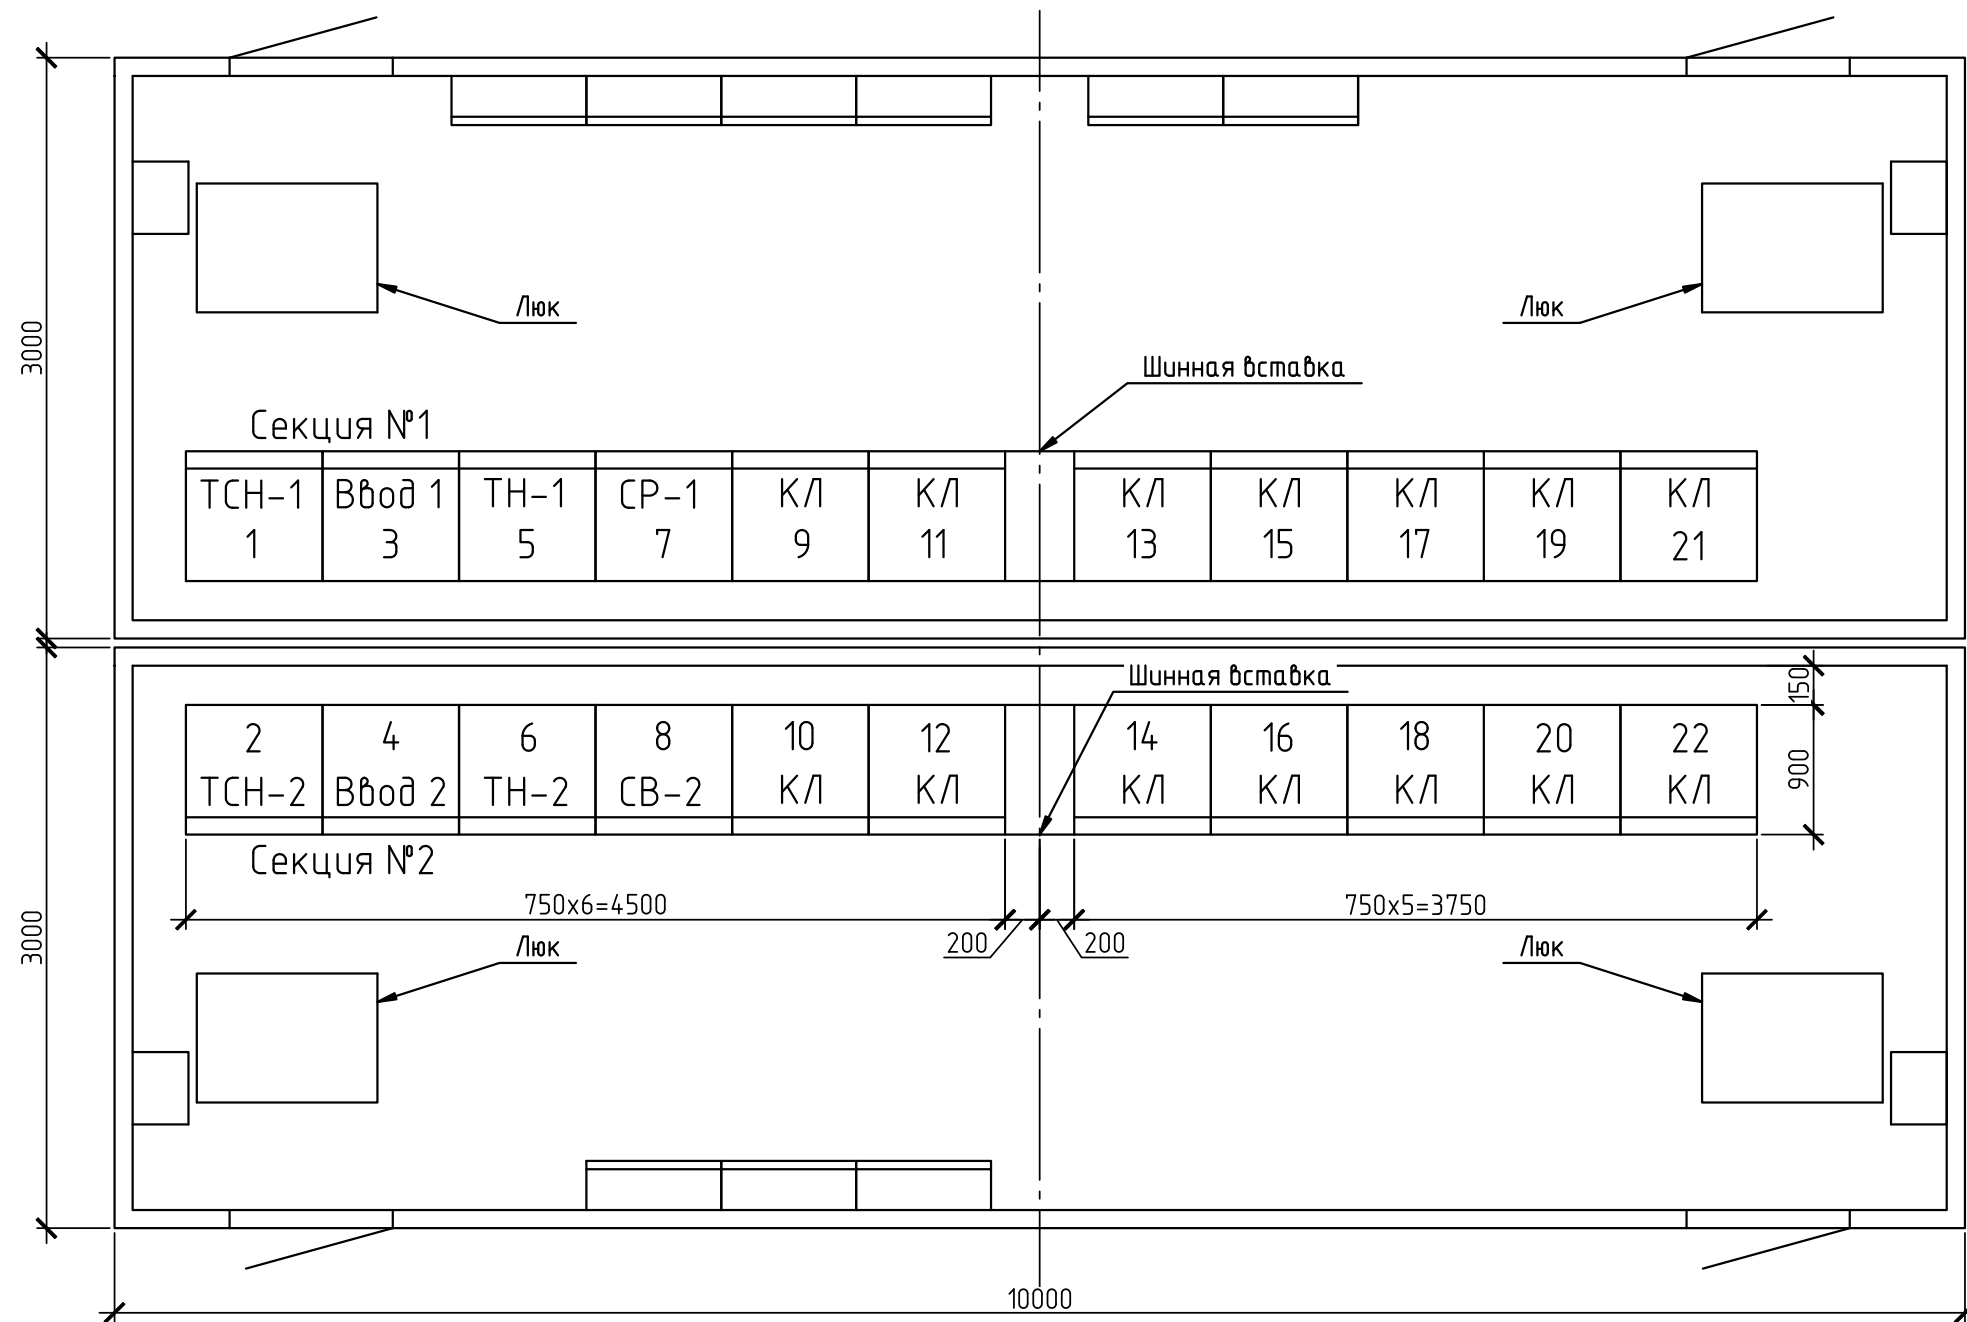 Люк
Люк
3000
Шинная вставка
Секция №1
ТСН-1 Ввод 1 ТН-1 СР-1 КЛ КЛ КЛ КЛ КЛ КЛ КЛ
1 3 5 7 9 11 13 15 17 19 21
Шинная вставка
150
2 4 6 8 10 12 14 16 18 20 22
900
ТСН-2 Ввод 2 ТН-2 СВ-2 КЛ КЛ КЛ КЛ КЛ КЛ КЛ
Секция №2
750х6=4500
750х5=3750
3000
200
200
Люк
Люк
10000